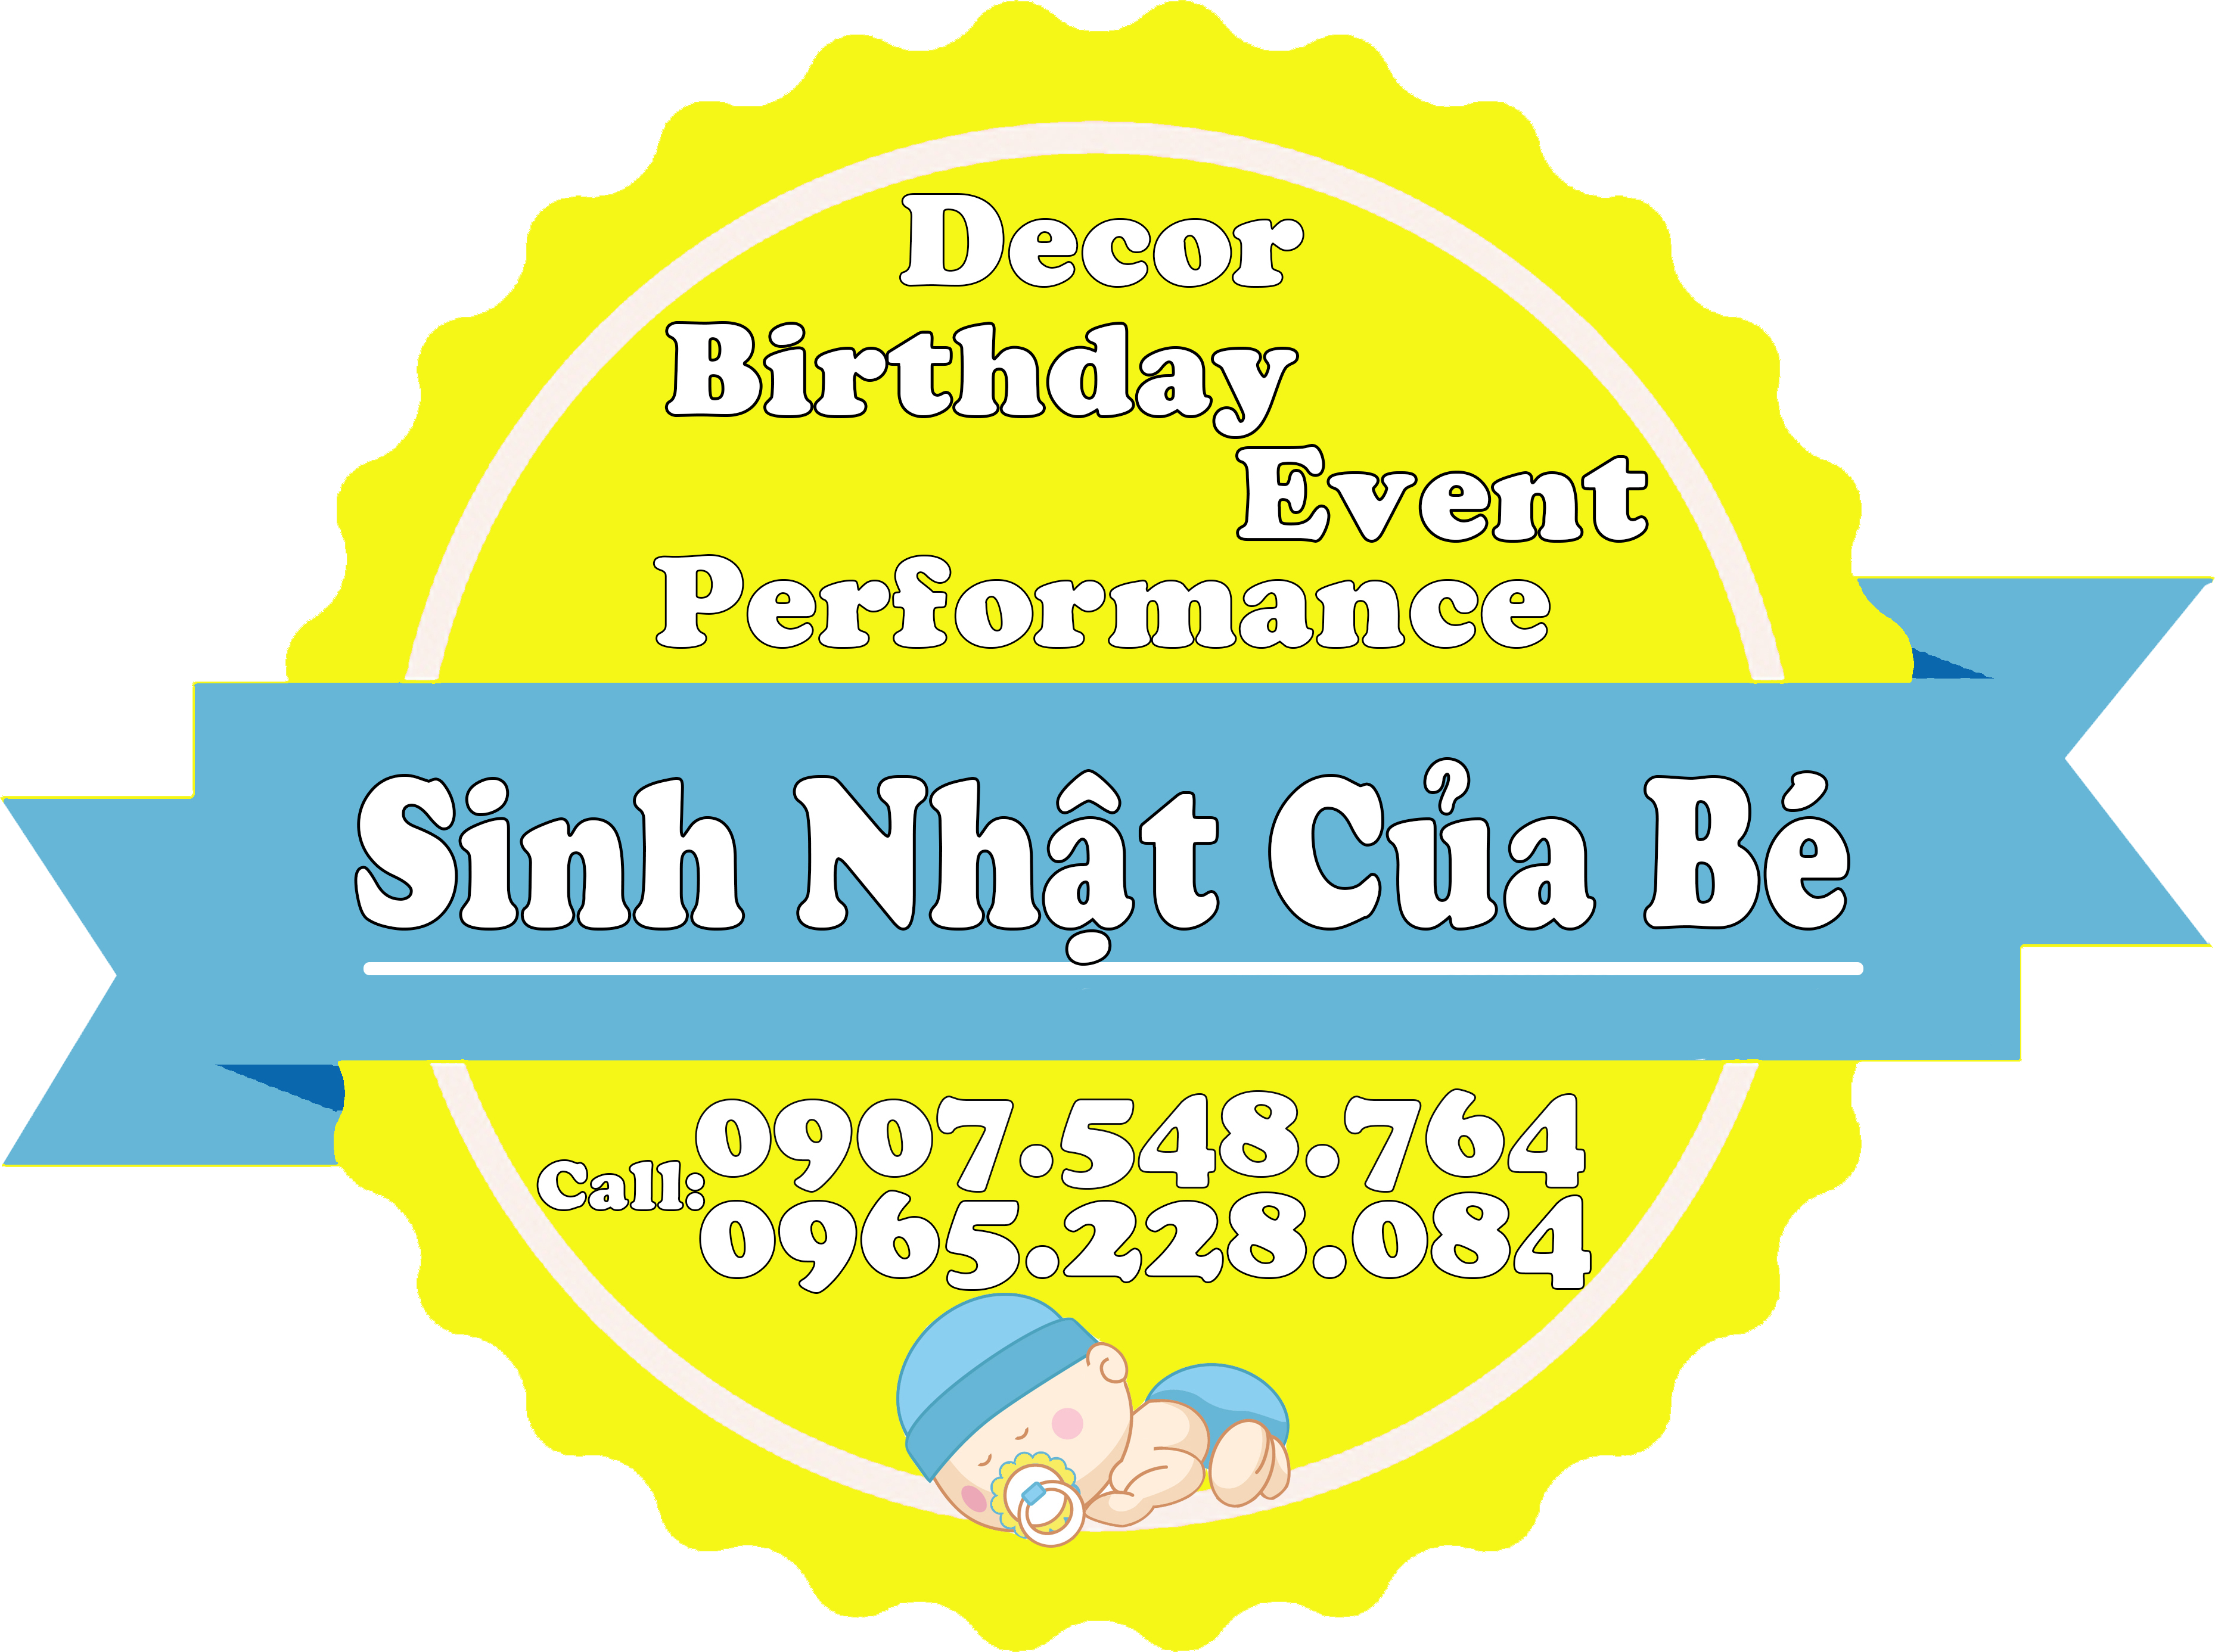 Decor
Birthday
Event
Performance
Sinh Nhật Của Bé
0907.548.764
Call:
0965.228.084